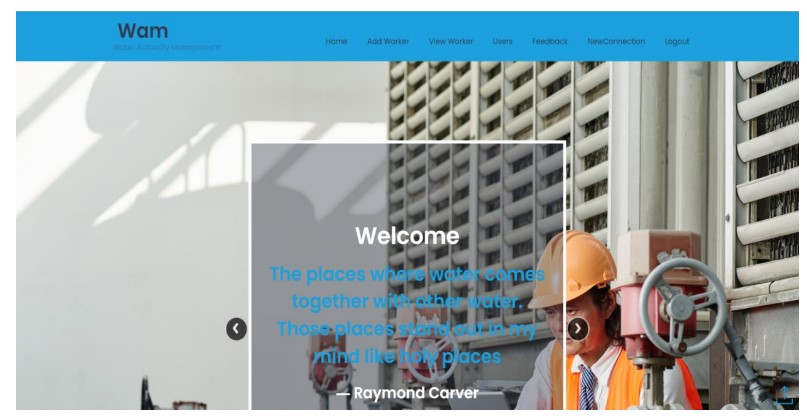 Wam
Water Authority Management
Home Add Worker View Worker Users Feedback NewConnection Logout
Welcome
The places where water comes
together with other water.
Those places stand out in my
mind like holy places
— Raymond Carver